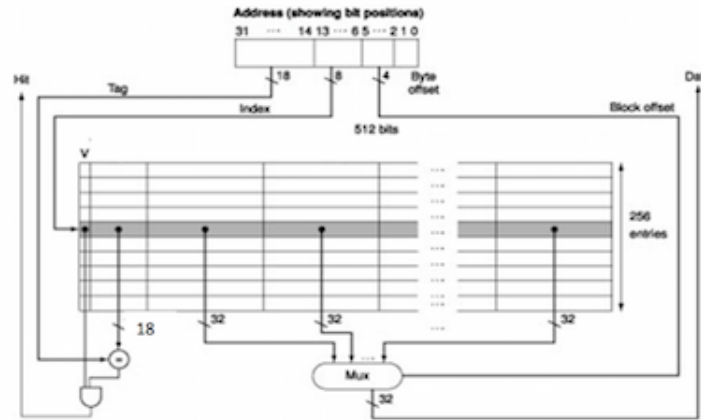 Address (showing bit positions)
31 ... 14 13 ... 6 5 ... 2 1 0
Hit
18
8
4
Byte
offset
Da
Tag
Index
Block offset
512 bits
V
...
...
...
...
256
entries
...
...
...
...
18
32
32
...
32
=
...
Mux
32